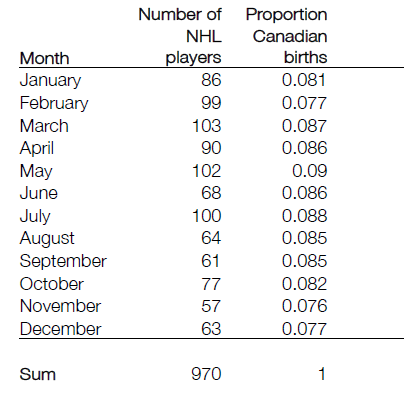 Number of Proportion
NHL Canadian
Month players births
January 86 0.081
February 99 0.077
March 103 0.087
April 90 0.086
May 102 0.09
June 68 0.086
July 100 0.088
August 64 0.085
September 61 0.085
October 77 0.082
November 57 0.076
December 63 0.077
Sum 970 1